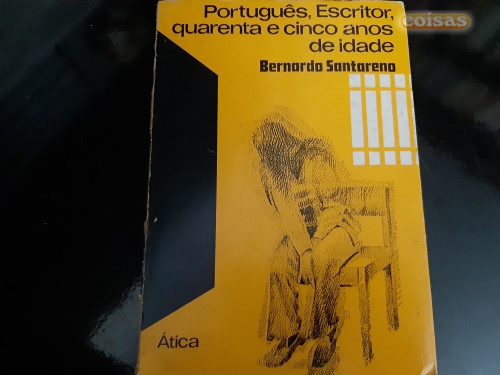 coisas
Português, Escritor,
quarenta e cinco anos
de idade
Bernardo Santareno
Ática